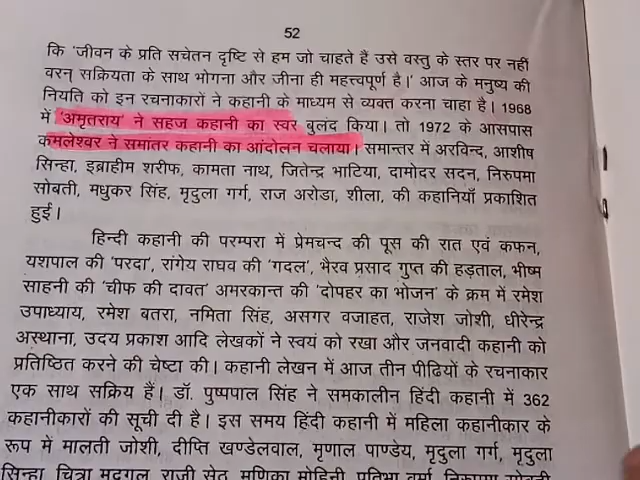 52
कि 'जीवन के प्रति सचेतन दृष्टि से हम जो चाहते हैं उसे वस्तु के स्तर पर नहीं
वरन् सक्रियता के साथ भोगना और जीना ही महत्त्वपूर्ण है।' आज के मनुष्य की
नियति को इन रचनाकारों ने कहानी के माध्यम से व्यक्त करना चाहा है। 1968
में 'अमृतराय' ने सहज कहानी का स्वर बुलंद किया। तो 1972 के आसपास
कमलेश्वर ने समांतर कहानी का आंदोलन चलाया। समान्तर में अरविन्द, आशीष
सिन्हा, इब्राहीम शरीफ, कामता नाथ, जितेन्द्र भाटिया, दामोदर सदन, निरुपमा
सोबती, मधुकर सिंह, मृदुला गर्ग, राज अरोडा, शीला, की कहानियाँ प्रकाशित
हुई।
हिन्दी कहानी की परम्परा में प्रेमचन्द की पूस की रात एवं कफन,
यशपाल की 'परदा', रांगेय राघव की 'गदल', भैरव प्रसाद गुप्त की हड़ताल, भीष्म
साहनी की 'चीफ की दावत' अमरकान्त की 'दोपहर का भोजन' के क्रम में रमेश
उपाध्याय, रमेश बतरा, नमिता सिंह, असगर वजाहत, राजेश जोशी, धीरेन्द्र
अस्थाना, उदय प्रकाश आदि लेखकों ने स्वयं को रखा और जनवादी कहानी को
प्रतिष्ठित करने की चेष्टा की। कहानी लेखन में आज तीन पीढियों के रचनाकार
एक साथ सक्रिय हैं। डॉ. पुष्पपाल सिंह ने समकालीन हिंदी कहानी में 362
कहानीकारों की सूची दी है। इस समय हिंदी कहानी में महिला कहानीकार के
रूप में मालती जोशी, दीप्ति खण्डेलवाल, मृणाल पाण्डेय, मृदुला गर्ग, मृदुला
सिन्हा, चित्रा मुदगल, राजी सेठ, मणिका मोहिनी, प्रतिभा वर्मा, निरुपमा सोबती